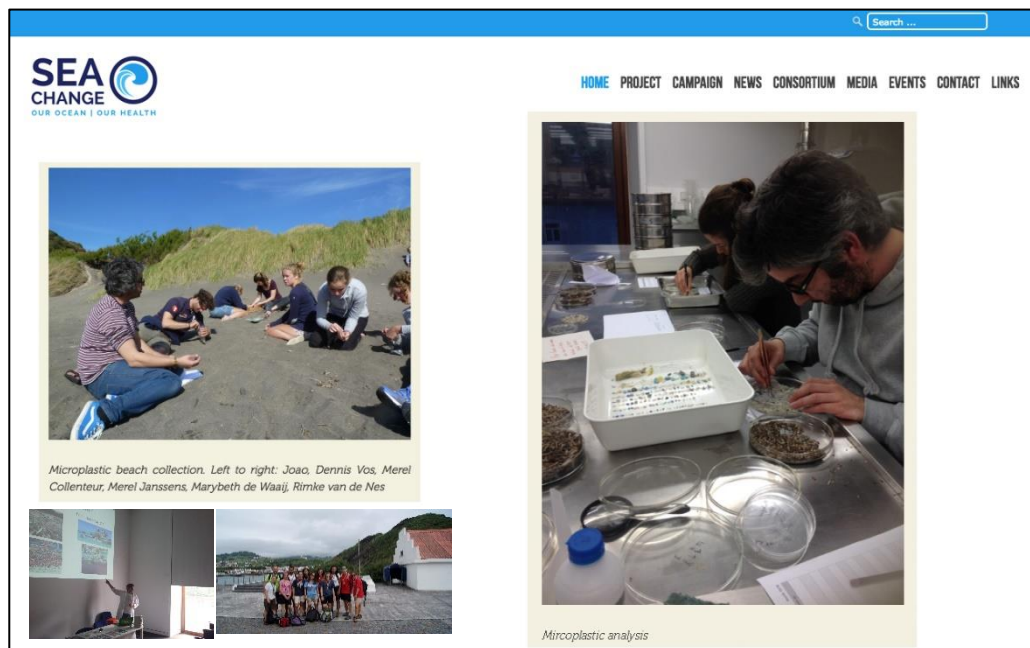 Search ...
SEA
CHANGE
OUR OCEAN | OUR HEALTH
HOME PROJECT CAMPAIGN NEWS CONSORTIUM MEDIA EVENTS CONTACT LINKS
Microplastic beach collection. Left to right: Joao, Dennis Vos, Merel
Collenteur, Merel Janssens, Marybeth de Waaij, Rimke van de Nes
Mircoplastic analysis